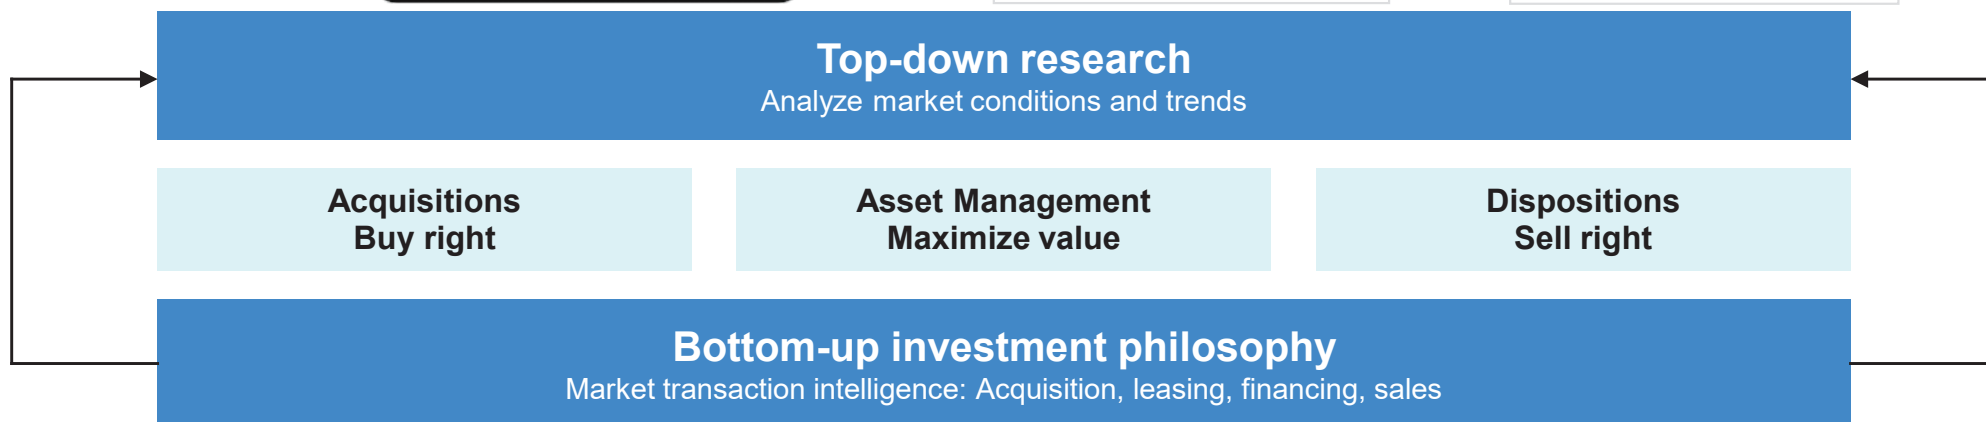 Top-down research
Analyze market conditions and trends
Acquisitions
Buy right
Asset Management
Maximize value
Dispositions
Sell right
Bottom-up investment philosophy
Market transaction intelligence: Acquisition, leasing, financing, sales